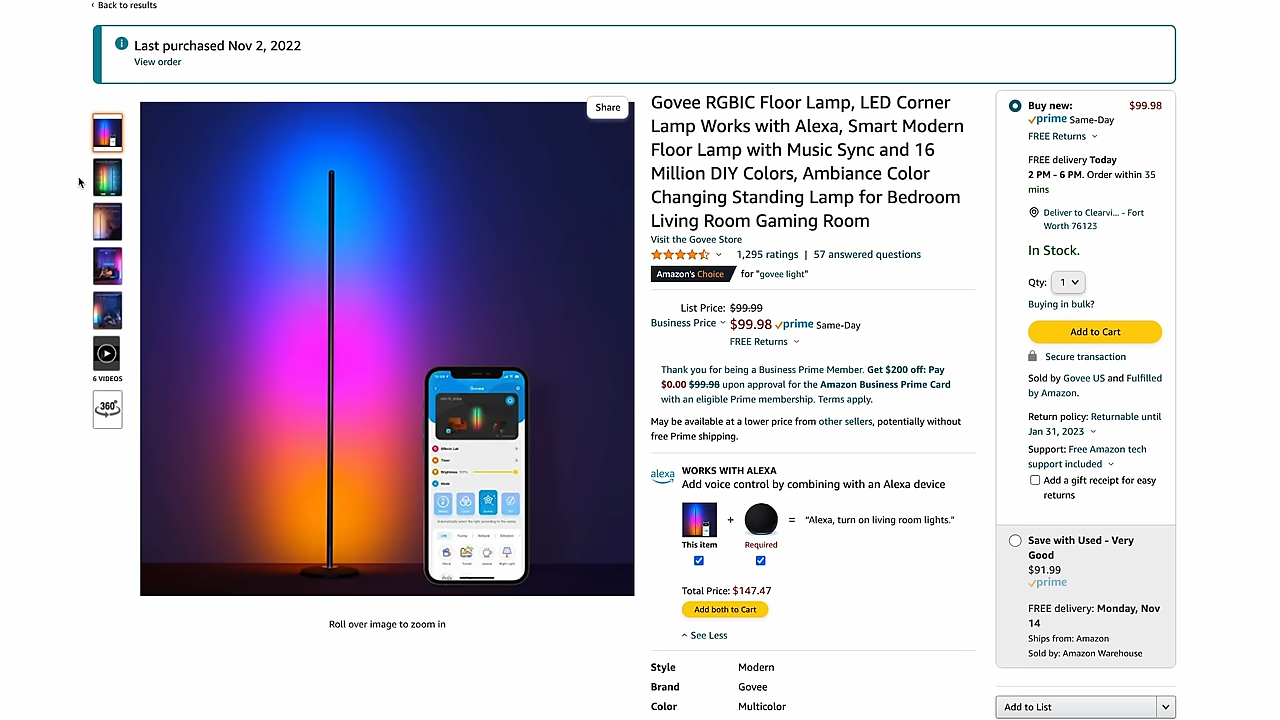 ‹ Back to results
Last purchased Nov 2, 2022
View order
Share
6 VIDEOS
360°
Roll over image to zoom in
Govee RGBIC Floor Lamp, LED Corner
Lamp Works with Alexa, Smart Modern
Floor Lamp with Music Sync and 16
Million DIY Colors, Ambiance Color
Changing Standing Lamp for Bedroom
Living Room Gaming Room
Visit the Govee Store
1,295 ratings | 57 answered questions
Amazon's Choice for "govee light"
List Price: $99.99
Business Price $99.98 prime Same-Day
FREE Returns
Thank you for being a Business Prime Member. Get $200 off: Pay
$0.00 $99.98 upon approval for the Amazon Business Prime Card
with an eligible Prime membership. Terms apply.
May be available at a lower price from other sellers, potentially without
free Prime shipping.
alexa WORKS WITH ALEXA
Add voice control by combining with an Alexa device
+ = "Alexa, turn on living room lights."
This item Required
Total Price: $147.47
Add both to Cart
See Less
Style Modern
Brand Govee
Color Multicolor
Buy new: $99.98
prime Same-Day
FREE Returns
FREE delivery Today
2 PM - 6 PM. Order within 35
mins
Deliver to Clearvi... - Fort
Worth 76123
In Stock.
Qty: 1
Buying in bulk?
Add to Cart
Secure transaction
Sold by Govee US and Fulfilled
by Amazon.
Return policy: Returnable until
Jan 31, 2023
Support: Free Amazon tech
support included
Add a gift receipt for easy
returns
Save with Used - Very
Good
$91.99
prime
FREE delivery: Monday, Nov
14
Ships from: Amazon
Sold by: Amazon Warehouse
Add to List